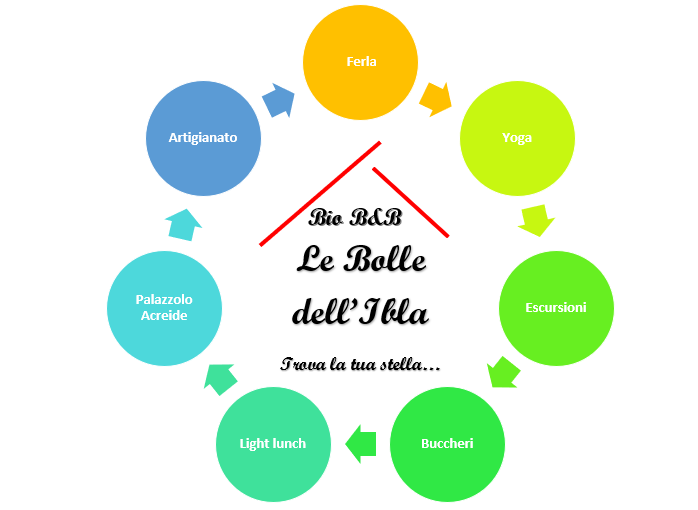 Ferla
Artigianato
Yoga
Bio B&B
Le Bolle
dell'Ibla
Palazzolo
Acreide
Escursioni
Trova la tua stella...
Light lunch
Buccheri